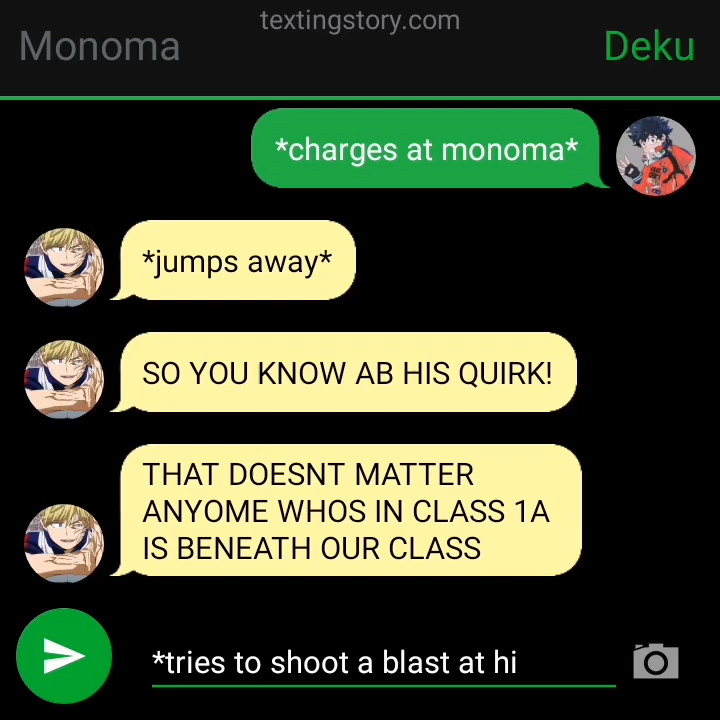 textingstory.com
Monoma
Deku
*charges at monoma*
*jumps away*
SO YOU KNOW AB HIS QUIRK!
THAT DOESNT MATTER
ANYOME WHOS IN CLASS 1A
IS BENEATH OUR CLASS
*tries to shoot a blast at hi